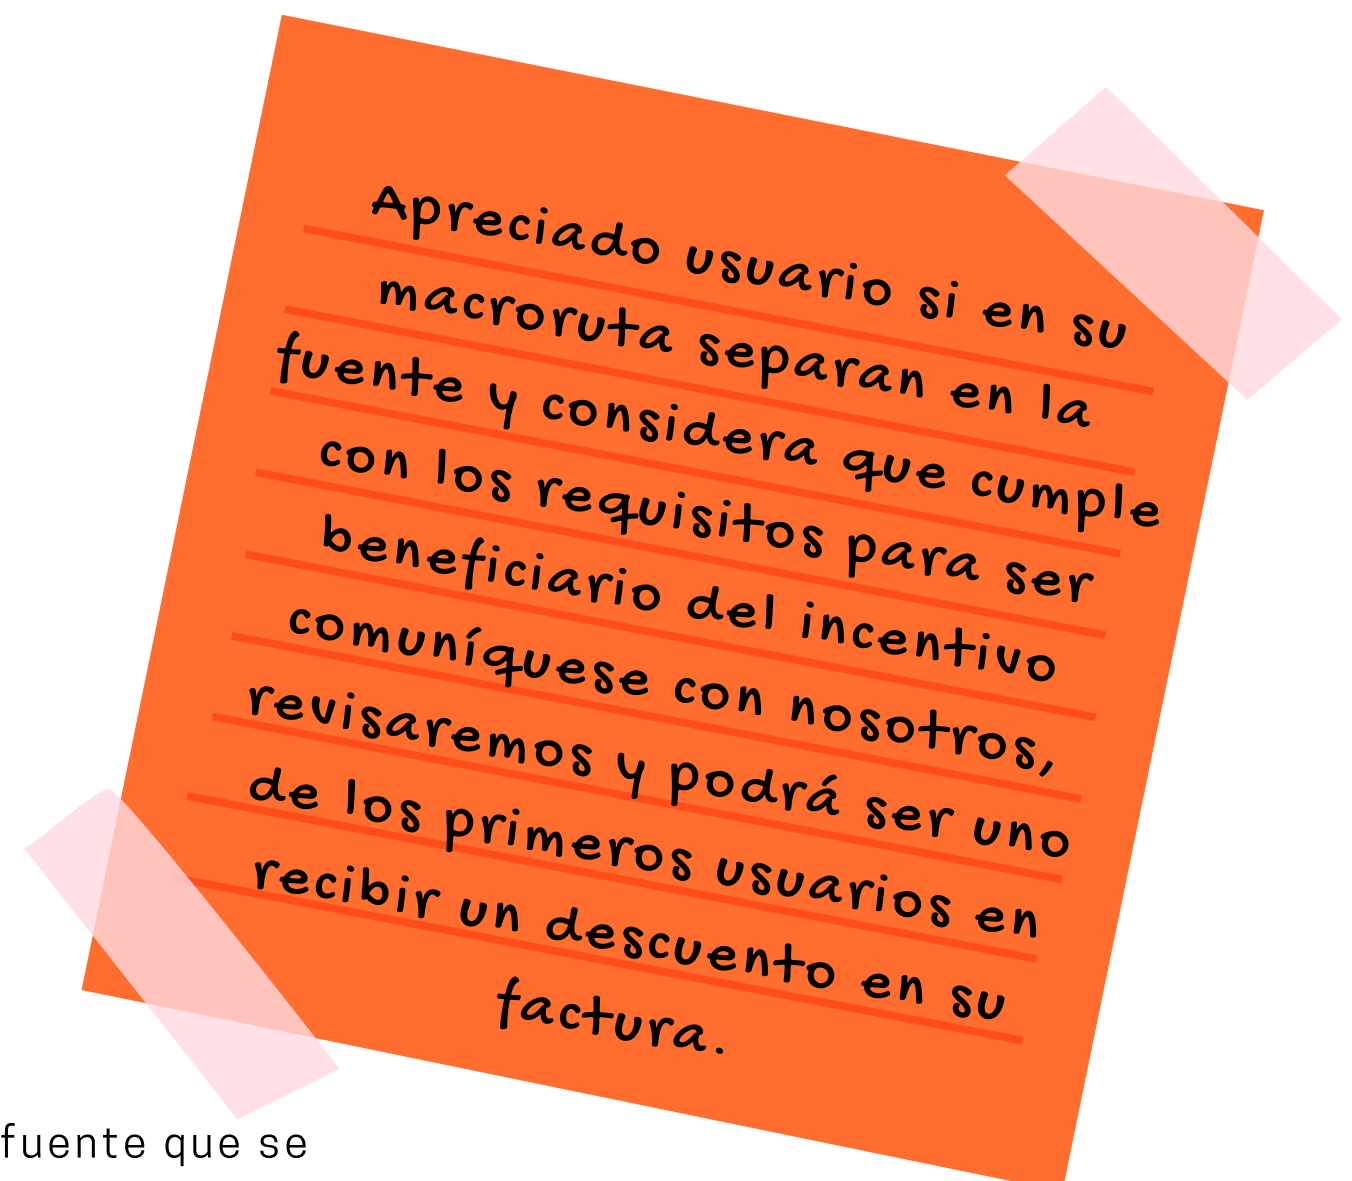 Apreciado usuario si en su
macroruta separan en la
fuente y considera que cumple
con los requisitos para ser
beneficiario del incentivo
comuníquese con nosotros,
revisaremos y podrá ser uno
de los primeros usuarios en
recibir un descuento en su
factura.
fuente que se